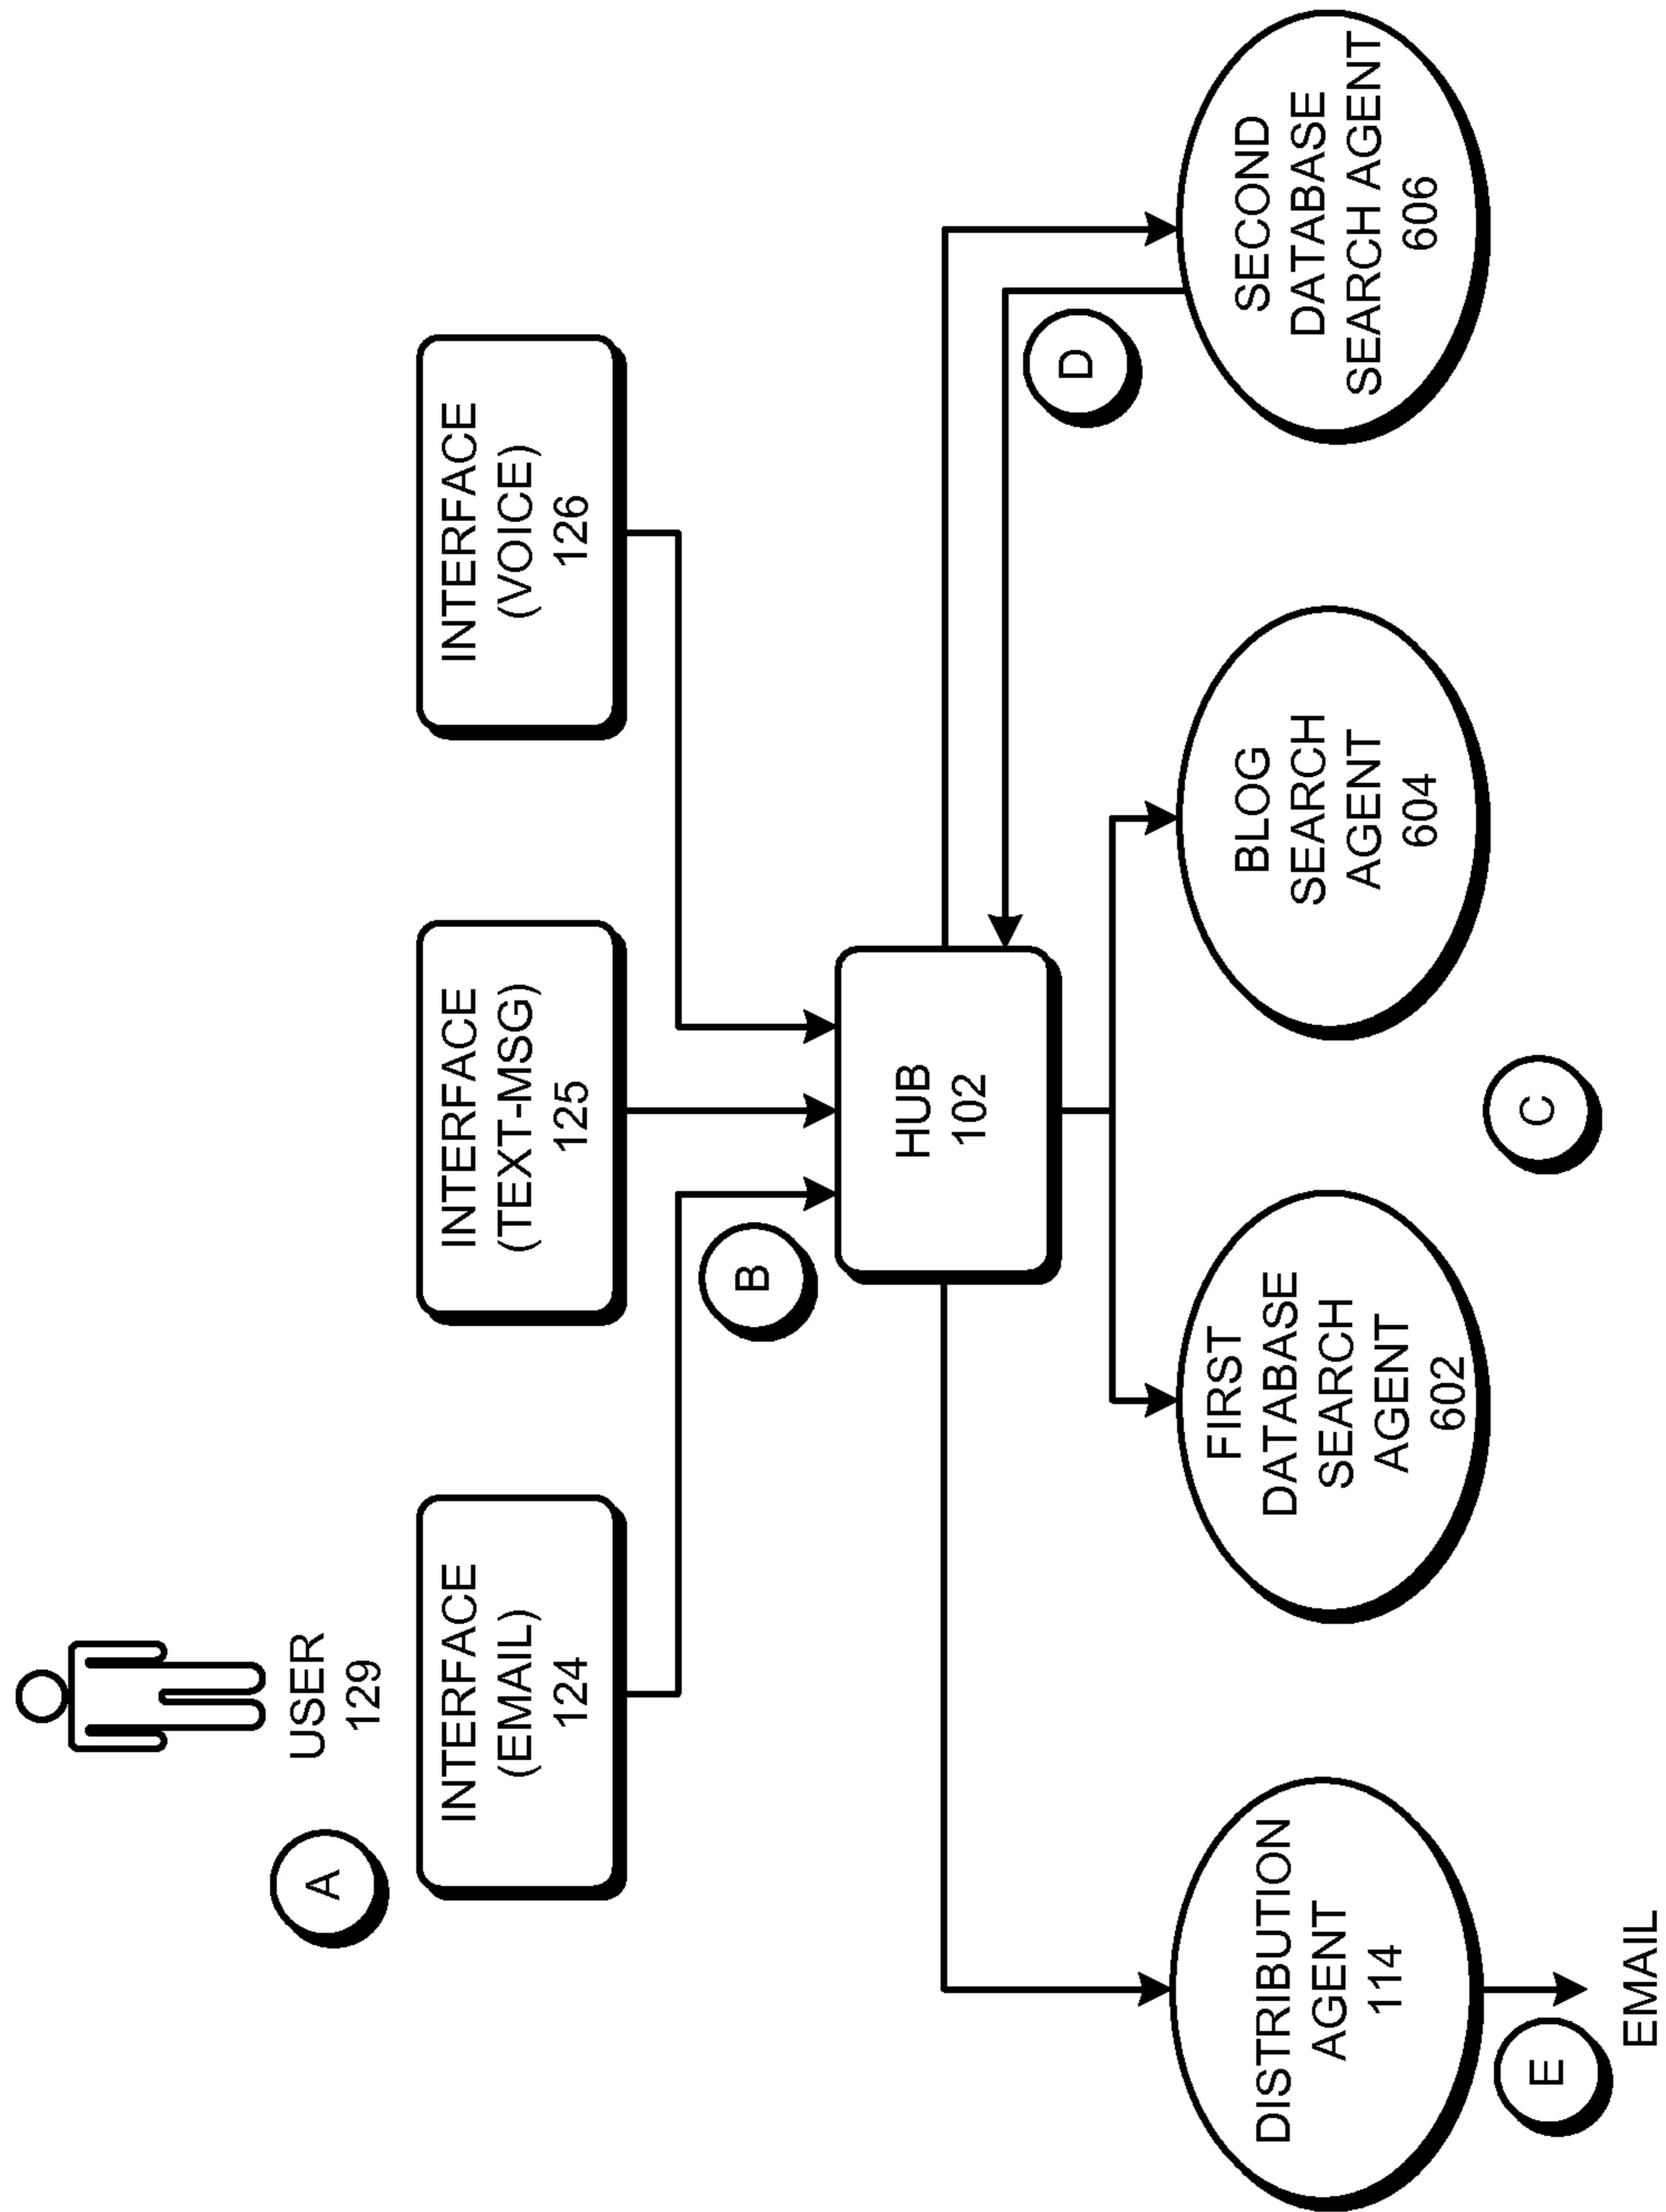 USER
129
A
INTERFACE
(EMAIL)
124
INTERFACE
(TEXT-MSG)
125
INTERFACE
(VOICE)
126
B
HUB
102
D
DISTRIBUTION
AGENT
114
FIRST
DATABASE
SEARCH
AGENT
602
BLOG
SEARCH
AGENT
604
SECOND
DATABASE
SEARCH AGENT
606
C
E
EMAIL